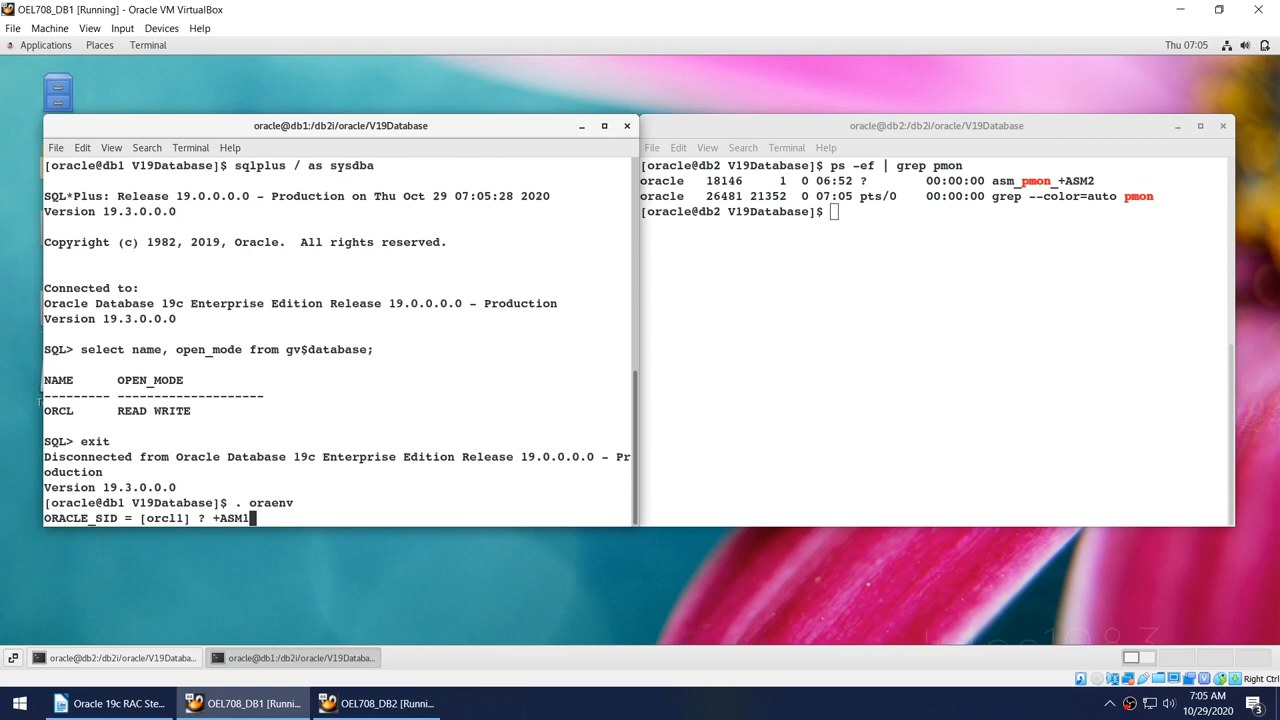 OEL708_DB1 [Running] - Oracle VM VirtualBox
File Machine View Input Devices Help
Applications Places Terminal
Thu 07:05
oracle@db1:/db2i/oracle/V19Database
File Edit View Search Terminal Help
[oracle@db1 V19Database]$ sqlplus / as sysdba
SQL*Plus: Release 19.0.0.0.0 - Production on Thu Oct 29 07:05:28 2020
Version 19.3.0.0.0
Copyright (c) 1982, 2019, Oracle.  All rights reserved.
Connected to:
Oracle Database 19c Enterprise Edition Release 19.0.0.0.0 - Production
Version 19.3.0.0.0
SQL> select name, open_mode from gv$database;
NAME      OPEN_MODE
--------- --------------------
ORCL      READ WRITE
SQL> exit
Disconnected from Oracle Database 19c Enterprise Edition Release 19.0.0.0.0 - Pr
oduction
Version 19.3.0.0.0
[oracle@db1 V19Database]$ . oraenv
ORACLE_SID = [orcl1] ? +ASM1
oracle@db2:/db2i/oracle/V19Database
File Edit View Search Terminal Help
[oracle@db2 V19Database]$ ps -ef | grep pmon
oracle   18146     1  0 06:52 ?        00:00:00 asm_pmon_+ASM2
oracle   26481 21352  0 07:05 pts/0    00:00:00 grep --color=auto pmon
[oracle@db2 V19Database]$
oracle@db2:/db2i/oracle/V19Databa...
oracle@db1:/db2i/oracle/V19Databa...
Right Ctrl
Oracle 19c RAC Ste...
OEL708_DB1 [Runni...
OEL708_DB2 [Runni...
7:05 AM
10/29/2020
3